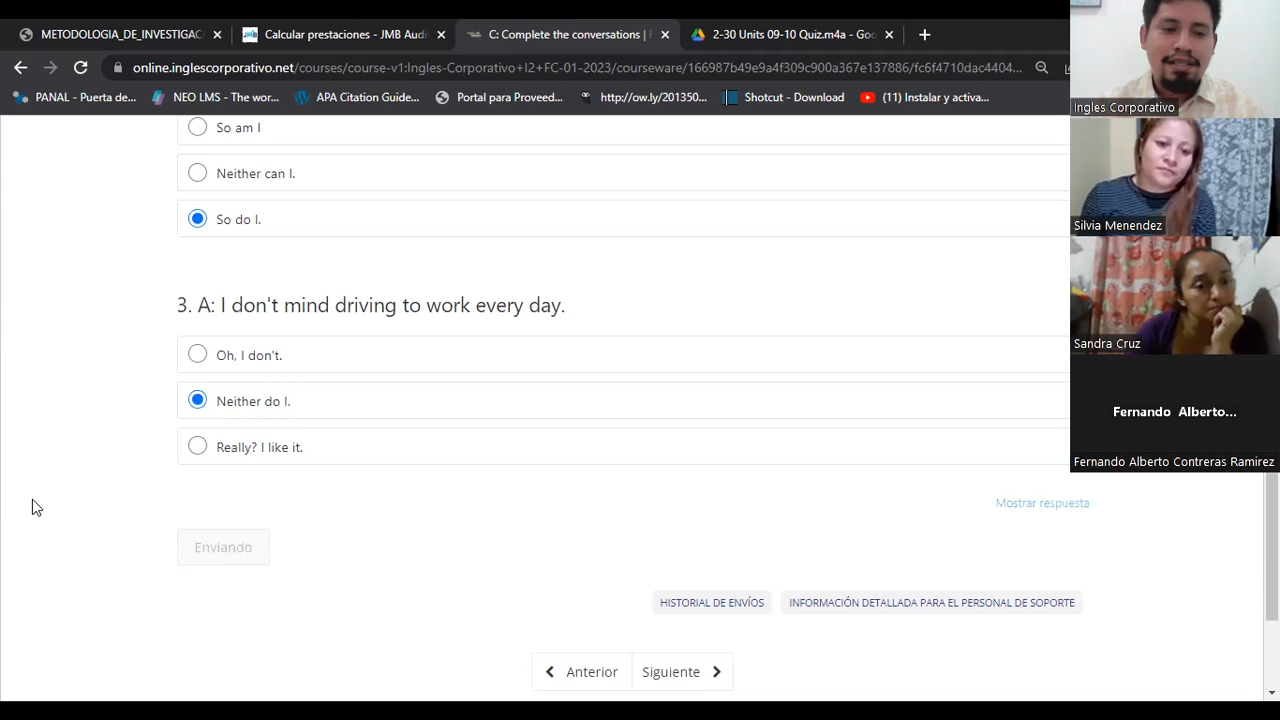 METODOLOGIA_DE_INVESTIGAC
Calcular prestaciones - JMB Audi
C: Complete the conversations | F
2-30 Units 09-10 Quiz.m4a - Goo
online.inglescorporativo.net/courses/course-v1:Ingles-Corporativo+I2+FC-01-2023/courseware/166987b49e9a4f309c900a367e137886/fc6f4710dac4404...
PANAL - Puerta de...
NEO LMS - The wor...
APA Citation Guide...
Portal para Proveed...
http://ow.ly/201350...
Shotcut - Download
(11) Instalar y activa...
So am I
Neither can I.
So do I.
3. A: I don't mind driving to work every day.
Oh, I don't.
Neither do I.
Really? I like it.
Mostrar respuesta
Enviando
HISTORIAL DE ENVÍOS
INFORMACIÓN DETALLADA PARA EL PERSONAL DE SOPORTE
Anterior
Siguiente
Ingles Corporativo
Silvia Menendez
Sandra Cruz
Fernando Alberto...
Fernando Alberto Contreras Ramirez